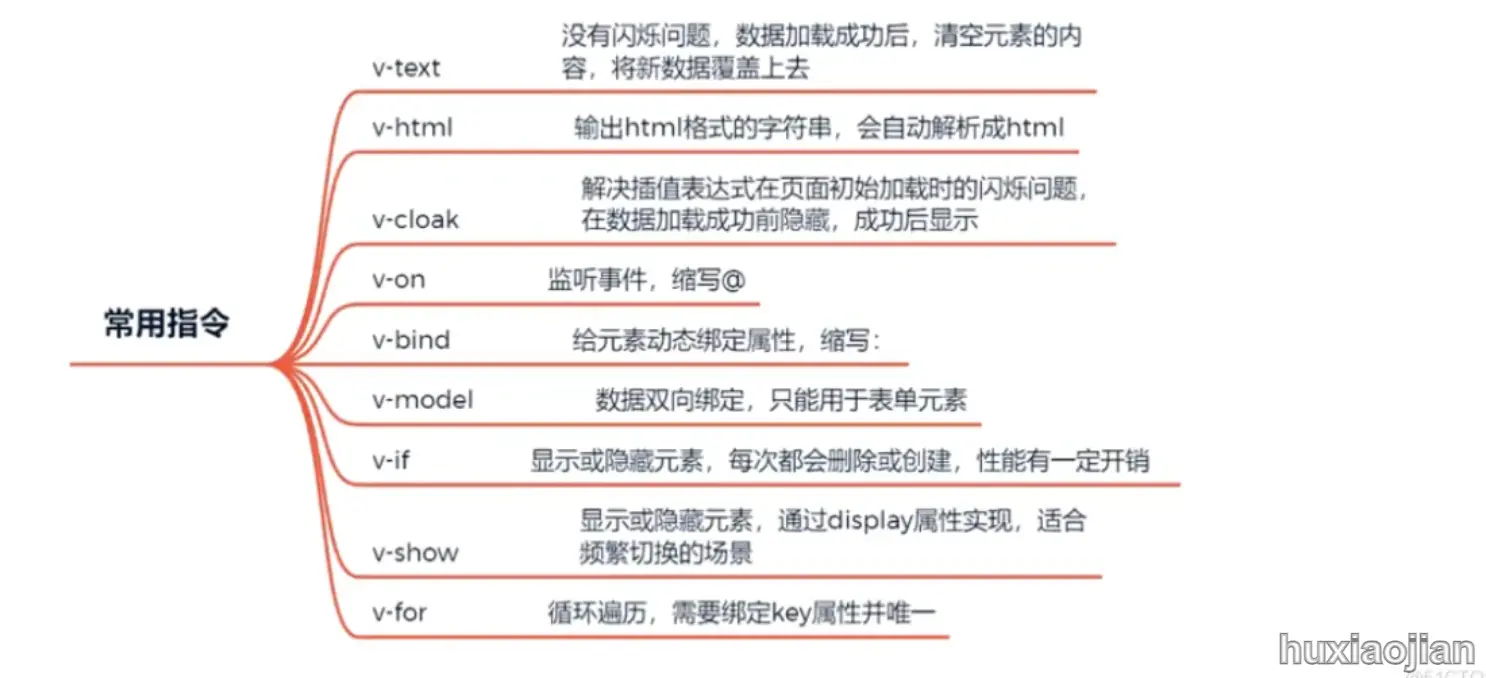 没有闪烁问题，数据加载成功后，清空元素的内
v-text
容，将新数据覆盖上去
v-html 输出html格式的字符串，会自动解析成html
解决插值表达式在页面初始加载时的闪烁问题，
v-cloak
在数据加载成功前隐藏，成功后显示
v-on 监听事件，缩写@
常用指令
v-bind 给元素动态绑定属性，缩写：
v-model 数据双向绑定，只能用于表单元素
v-if 显示或隐藏元素，每次都会删除或创建，性能有一定开销
显示或隐藏元素，通过display属性实现，适合
v-show
频繁切换的场景
v-for 循环遍历，需要绑定key属性并唯一
huxiaojian